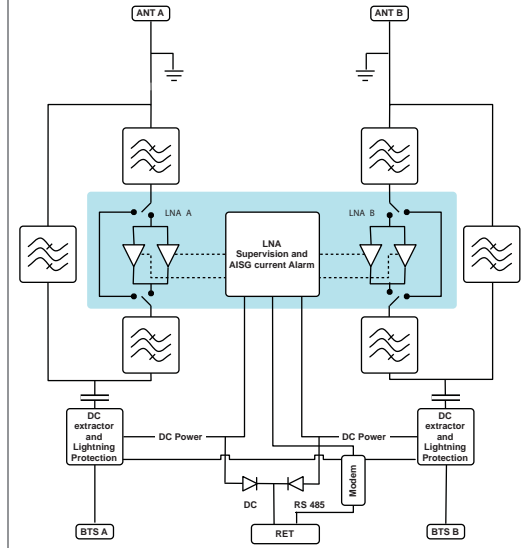 ANT A
ANT B
LNA A
LNA B
LNA
Supervision and
AISG current Alarm
DC
extractor
and
Lightning
Protection
DC Power
DC Power
DC
extractor
and
Lightning
Protection
Modem
DC
RS 485
BTS A
RET
BTS B